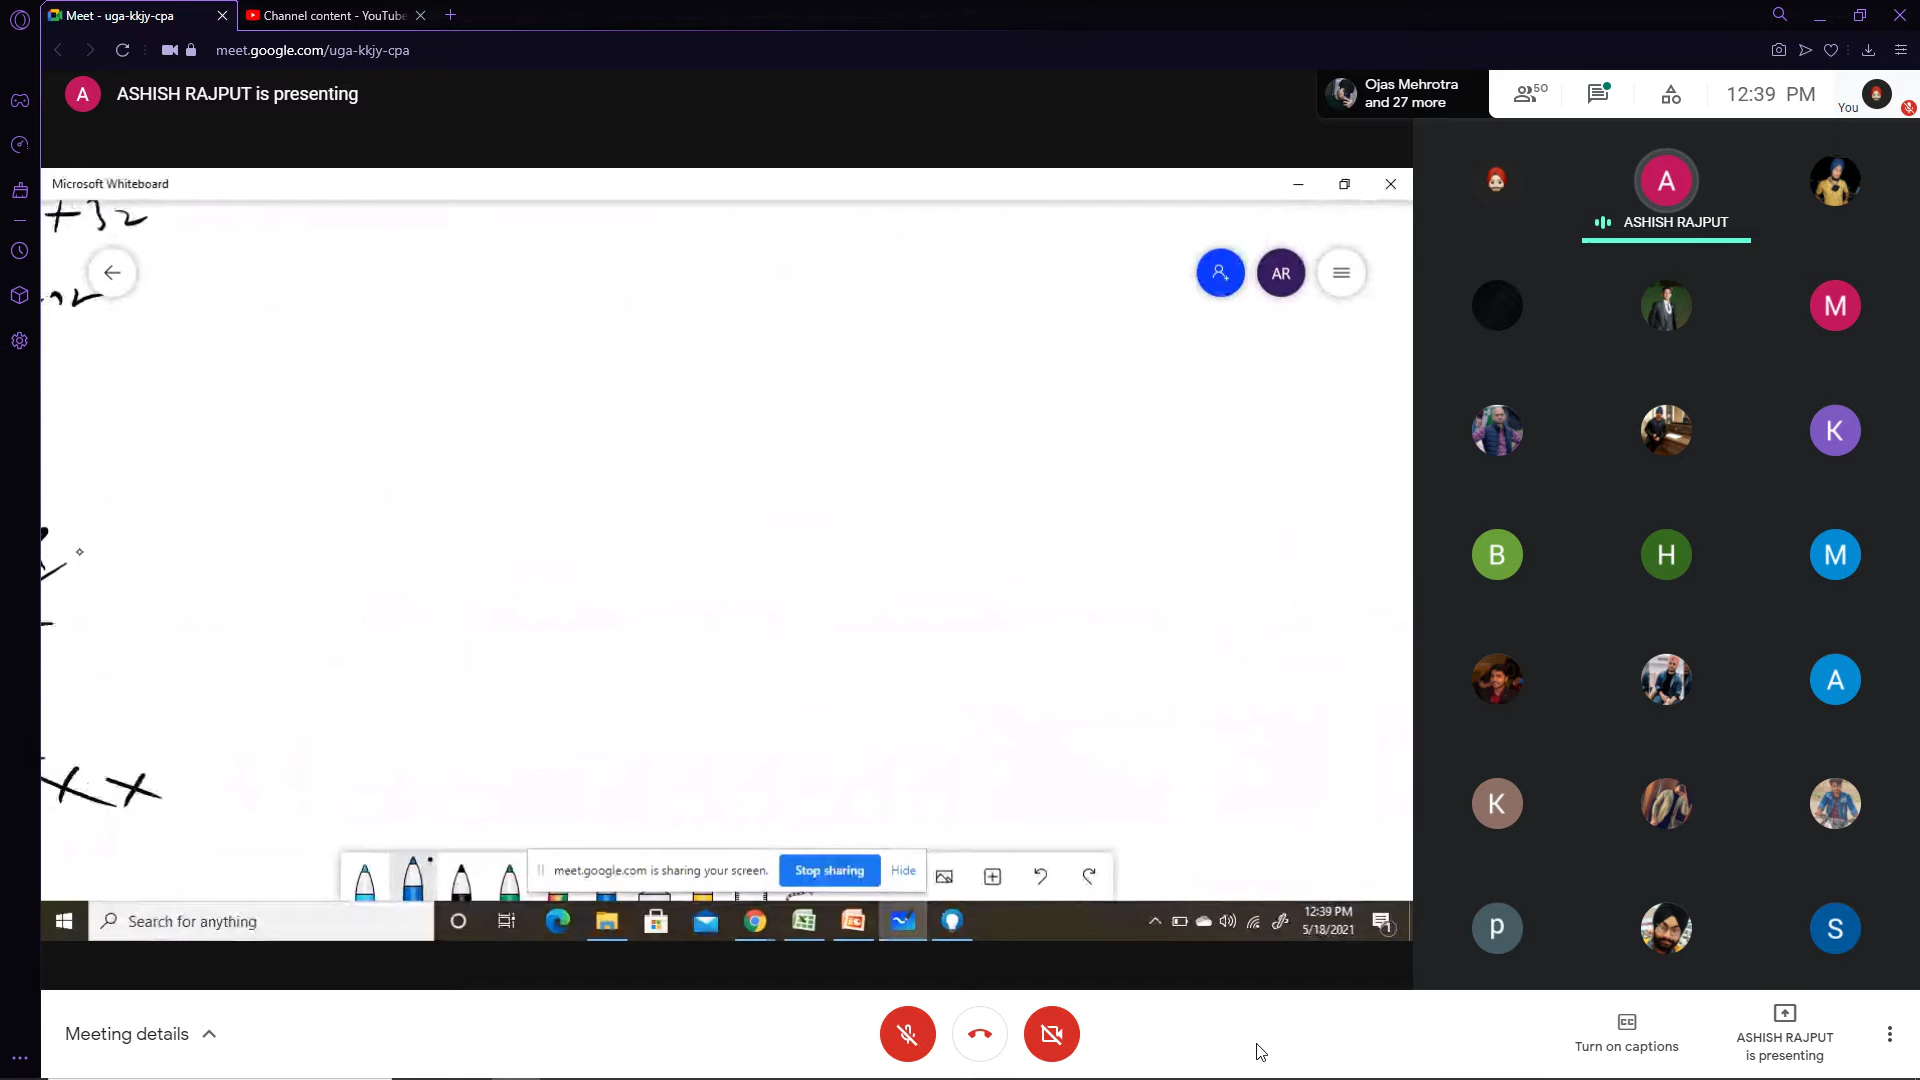 Meet - uga-kkjy-cpa
Channel content - YouTube
meet.google.com/uga-kkjy-cpa
A
ASHISH RAJPUT is presenting
Ojas Mehrotra
and 27 more
50
12:39 PM
You
Microsoft Whiteboard
+32
AR
A
ASHISH RAJPUT
M
K
B
H
M
A
K
p
S
meet.google.com is sharing your screen.
Stop sharing
Hide
Search for anything
12:39 PM
5/18/2021
1
Meeting details
CC
Turn on captions
ASHISH RAJPUT
is presenting